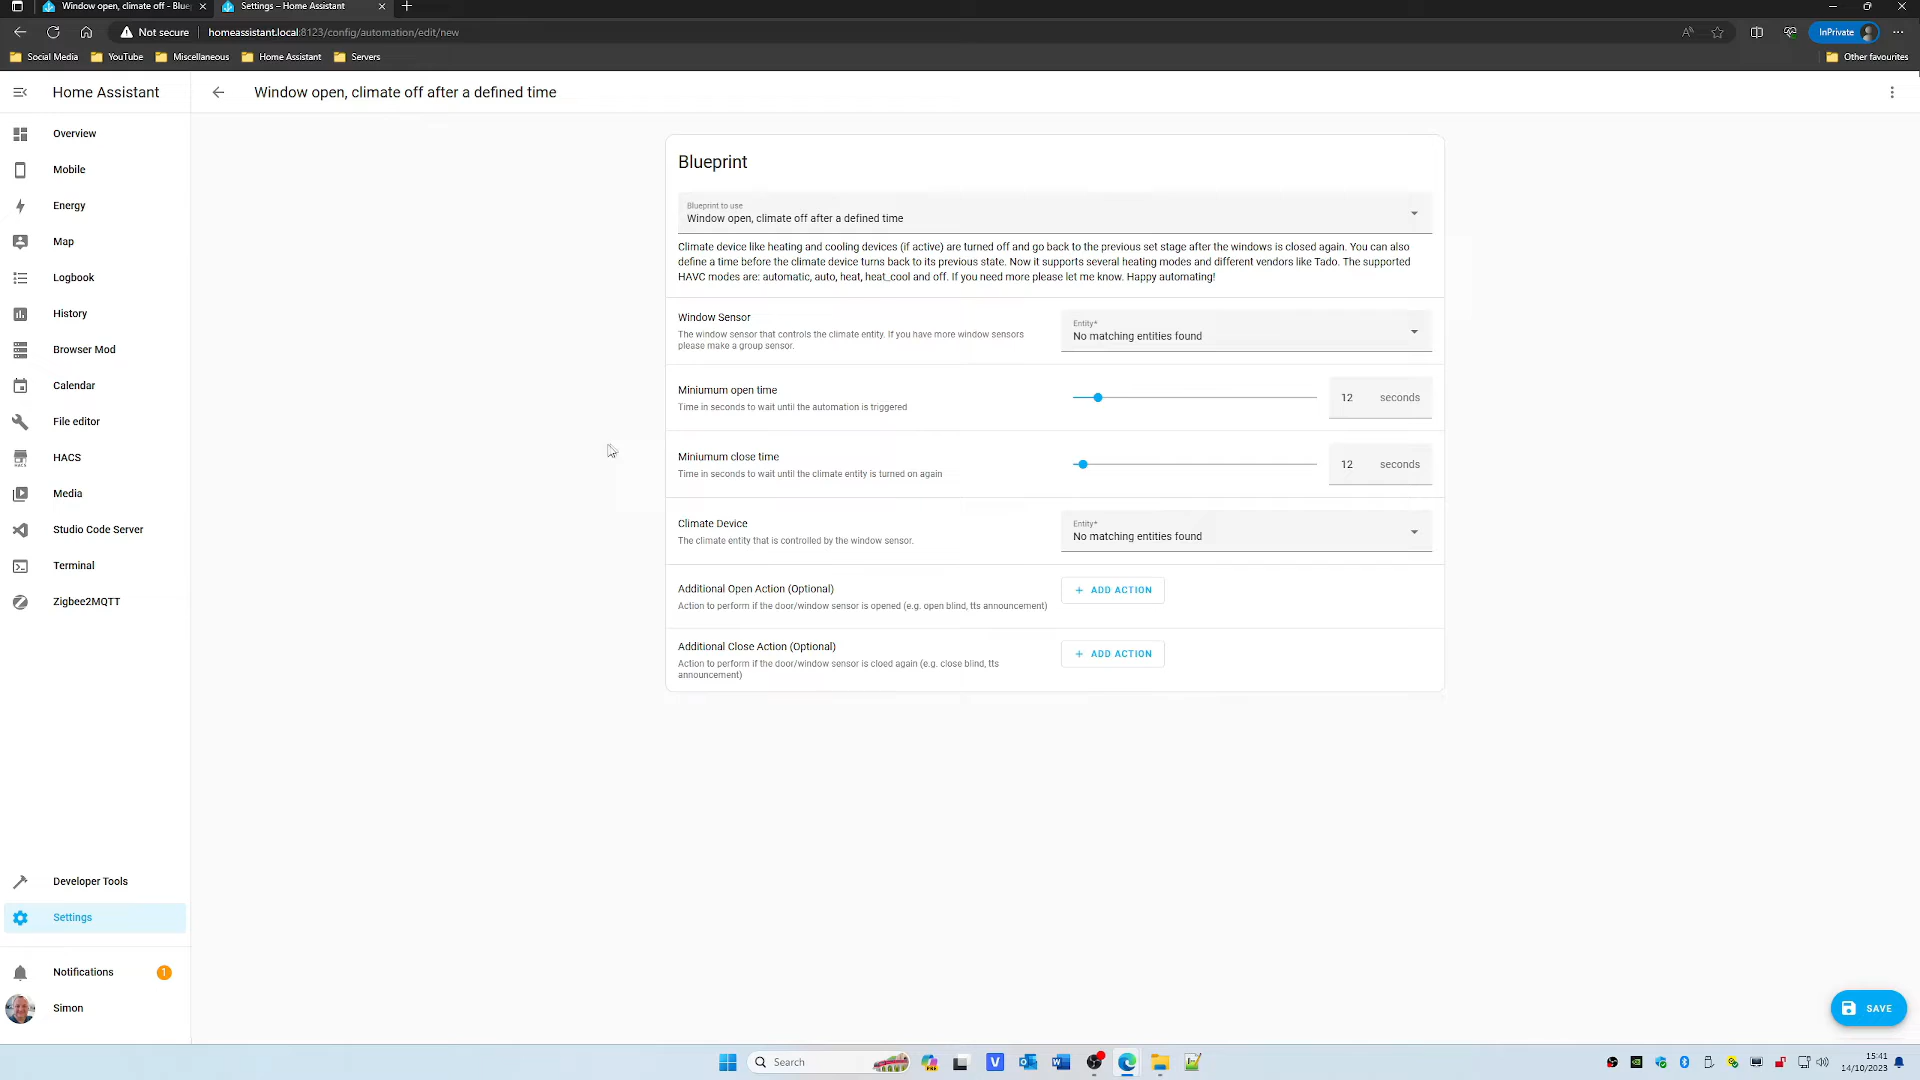 Window open, climate off - Blue
Settings – Home Assistant
Not secure
homeassistant.local:8123/config/automation/edit/new
InPrivate
Social Media
YouTube
Miscellaneous
Home Assistant
Servers
Other favourites
Home Assistant
Window open, climate off after a defined time
Overview
Mobile
Energy
Map
Logbook
History
Browser Mod
Calendar
File editor
HACS
Media
Studio Code Server
Terminal
Zigbee2MQTT
Developer Tools
Settings
Notifications
1
Simon
Blueprint
Blueprint to use
Window open, climate off after a defined time
Climate device like heating and cooling devices (if active) are turned off and go back to the previous set stage after the windows is closed again. You can also
define a time before the climate device turns back to its previous state. Now it supports several heating modes and different vendors like Tado. The supported
HAVC modes are: automatic, auto, heat, heat_cool and off. If you need more please let me know. Happy automating!
Window Sensor
The window sensor that controls the climate entity. If you have more window sensors
please make a group sensor.
Entity*
No matching entities found
Miniumum open time
Time in seconds to wait until the automation is triggered
12 seconds
Miniumum close time
Time in seconds to wait until the climate entity is turned on again
12 seconds
Climate Device
The climate entity that is controlled by the window sensor.
Entity*
No matching entities found
Additional Open Action (Optional)
Action to perform if the door/window sensor is opened (e.g. open blind, tts announcement)
ADD ACTION
Additional Close Action (Optional)
Action to perform if the door/window sensor is cloed again (e.g. close blind, tts
announcement)
ADD ACTION
SAVE
Search
15:41
14/10/2023